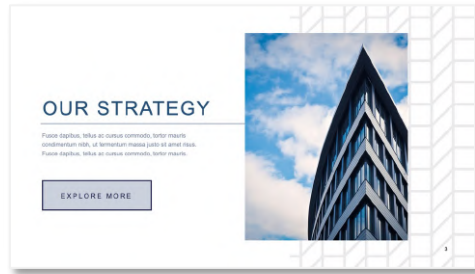 OUR STRATEGY
Fusce dapibus, tellus ac cursus commodo, tortor mauris
condimentum nibh, ut fermentum massa justo sit amet risus.
Fusce dapibus, tellus ac cursus commodo, tortor mauris.
EXPLORE MORE
3